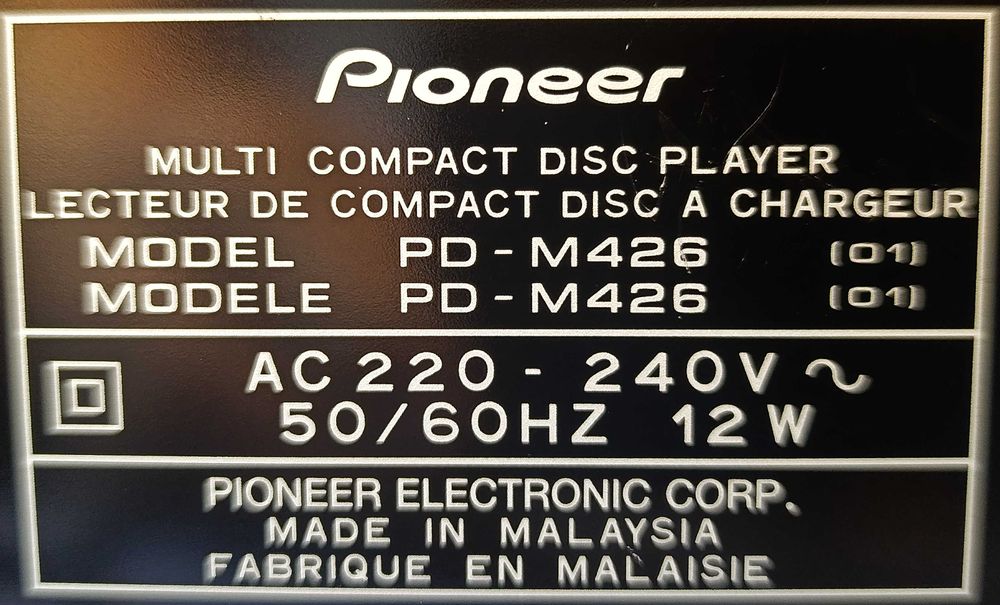 Pioneer
MULTI COMPACT DISC PLAYER
LECTEUR DE COMPACT DISC A CHARGEUR
MODEL PD-M426 (01)
MODELE PD-M426 (01)
AC 220 - 240V ~
50/60HZ 12W
PIONEER ELECTRONIC CORP.
MADE IN MALAYSIA
FABRIQUE EN MALAISIE